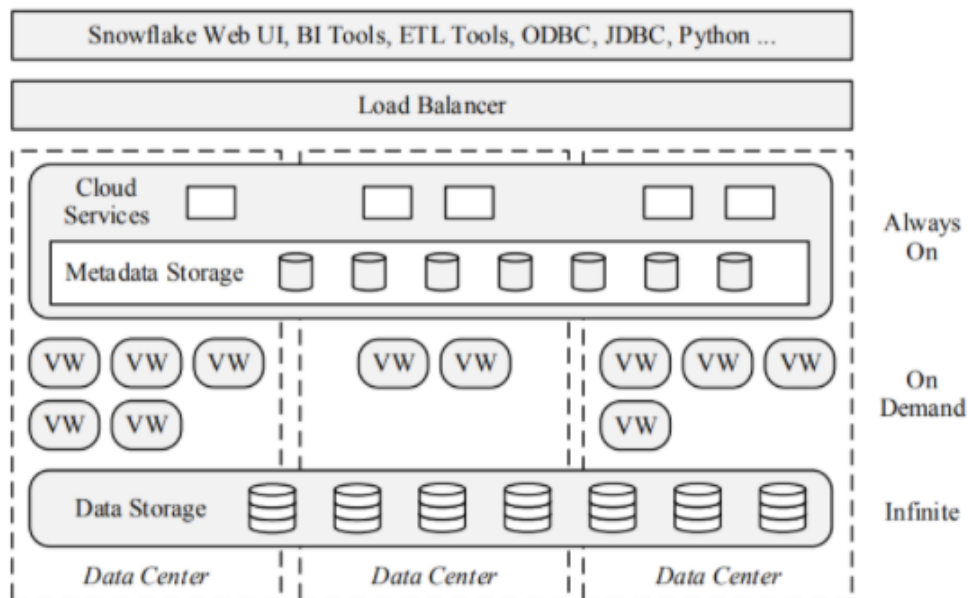 Snowflake Web UI, BI Tools, ETL Tools, ODBC, JDBC, Python ...
Load Balancer
Cloud
Services
Always
On
Metadata Storage
VW VW VW VW VW VW VW VW
On
Demand
VW VW VW
Data Storage
Infinite
Data Center Data Center Data Center